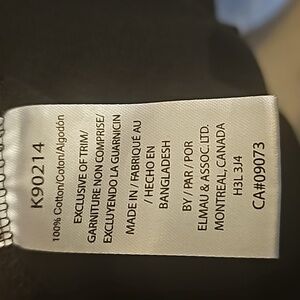 K90214
100% Cotton/Coton/Algodón
EXCLUSIVE OF TRIM/
GARNITURE NON COMPRISE/
EXCLUYENDO LA GUARNICIN
MADE IN / FABRIQUÉ AU
/ HECHO EN
BANGLADESH
BY / PAR / POR
ELMAU & ASSOC. LTD.
MONTREAL, CANADA
H3L 3J4
CA#09073